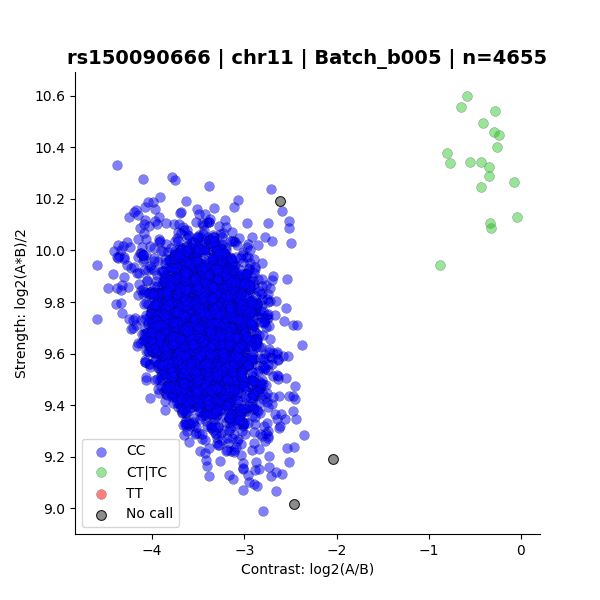 rs150090666 | chr11 | Batch_b005 | n=4655
Strength: log2(A*B)/2
10.6
10.4
10.2
10.0
9.8
9.6
9.4
9.2
9.0
CC
CT|TC
TT
No call
−4
−3
−2
−1
0
Contrast: log2(A/B)